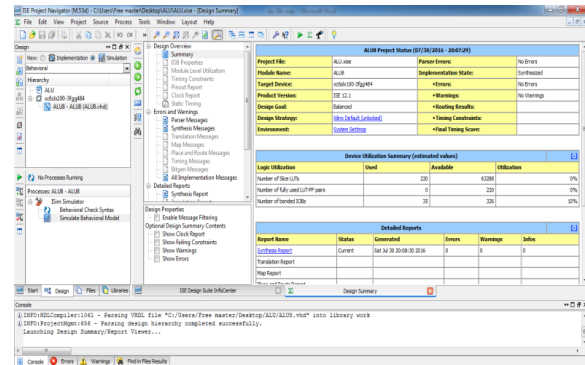 ISE Project Navigator (M.53d) - C:\Users\Free master\Desktop\ALU\ALU.xise - [Design Summary]
File Edit View Project Source Process Tools Window Layout Help
Design
View: Implementation Simulation
Behavioral
Hierarchy
ALU
xc6slx100-3fgg484
ALU8 - ALU8 (ALU8.vhd)
No Processes Running
Processes: ALU8 - ALU8
ISim Simulator
Behavioral Check Syntax
Simulate Behavioral Model
Start Design Files Libraries
Design Overview
Summary
IOB Properties
Module Level Utilization
Timing Constraints
Pinout Report
Clock Report
Static Timing
Errors and Warnings
Parser Messages
Synthesis Messages
Translation Messages
Map Messages
Place and Route Messages
Timing Messages
Bitgen Messages
All Implementation Messages
Detailed Reports
Synthesis Report
Design Properties
Enable Message Filtering
Optional Design Summary Contents
Show Clock Report
Show Failing Constraints
Show Warnings
Show Errors
ALU8 Project Status (07/30/2016 - 20:07:29)
Project File: ALU.xise Parser Errors: No Errors
Module Name: ALU8 Implementation State: Synthesized
Target Device: xc6slx100-3fgg484 •Errors: No Errors
Product Version: ISE 12.1 •Warnings: No Warnings
Design Goal: Balanced •Routing Results:
Design Strategy: Xilinx Default (unlocked) •Timing Constraints:
Environment: System Settings •Final Timing Score:
Device Utilization Summary (estimated values) [-]
Logic Utilization Used Available Utilization
Number of Slice LUTs 220 63288 0%
Number of fully used LUT-FF pairs 0 220 0%
Number of bonded IOBs 35 326 10%
Detailed Reports [-]
Report Name Status Generated Errors Warnings Infos
Synthesis Report Current Sat Jul 30 20:08:30 2016 0 0 0
Translation Report
Map Report
Place and Route Report
ISE Design Suite InfoCenter Design Summary
Console
INFO:HDLCompiler:1061 - Parsing VHDL file "C:/Users/Free master/Desktop/ALU/ALU8.vhd" into library work
INFO:ProjectMgmt:656 - Parsing design hierarchy completed successfully.
Launching Design Summary/Report Viewer...
Console Errors Warnings Find in Files Results